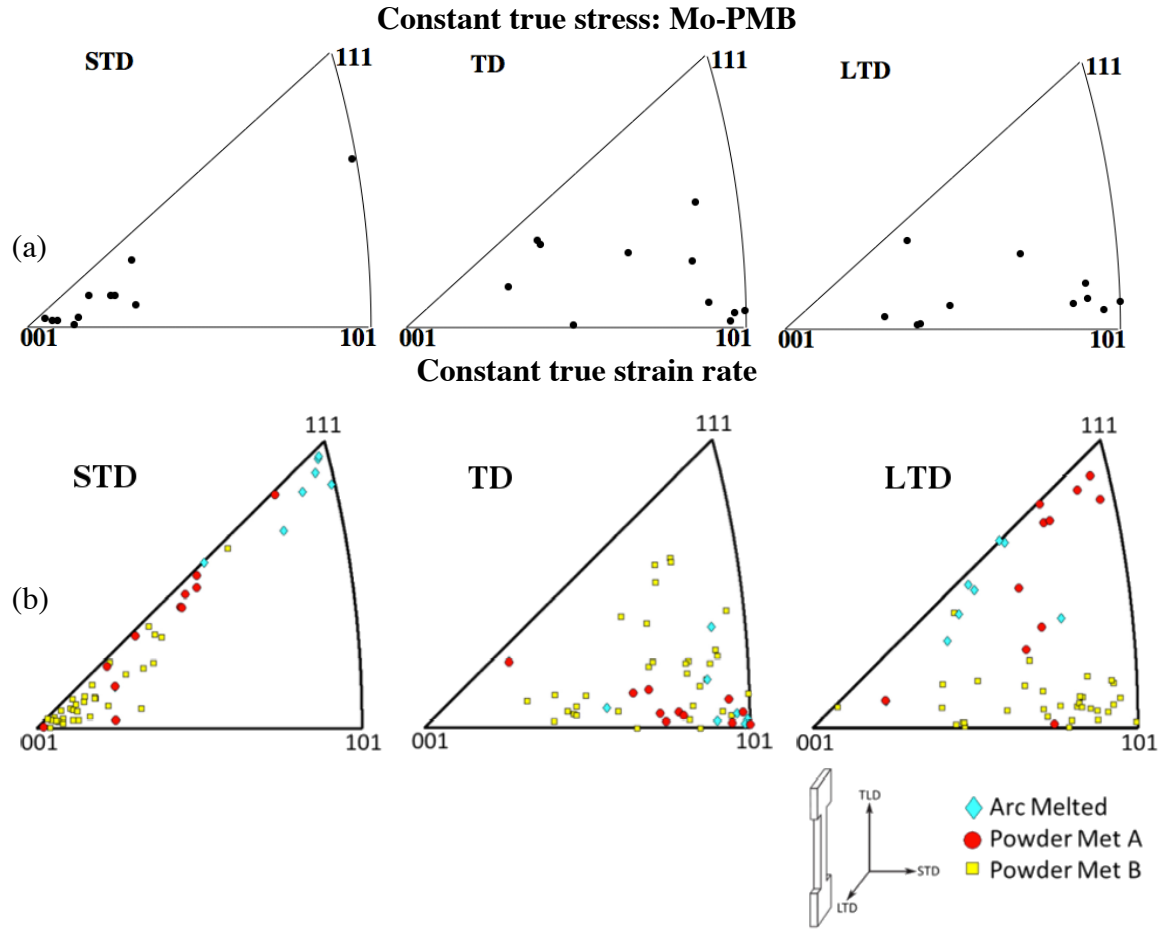 Constant true stress: Mo-PMB
STD
111
TD
111
LTD
111
(a)
001
101
001
101
001
101
Constant true strain rate
111
111
111
STD
TD
LTD
(b)
001
101
001
101
001
101
TLD
STD
LTD
Arc Melted
Powder Met A
Powder Met B